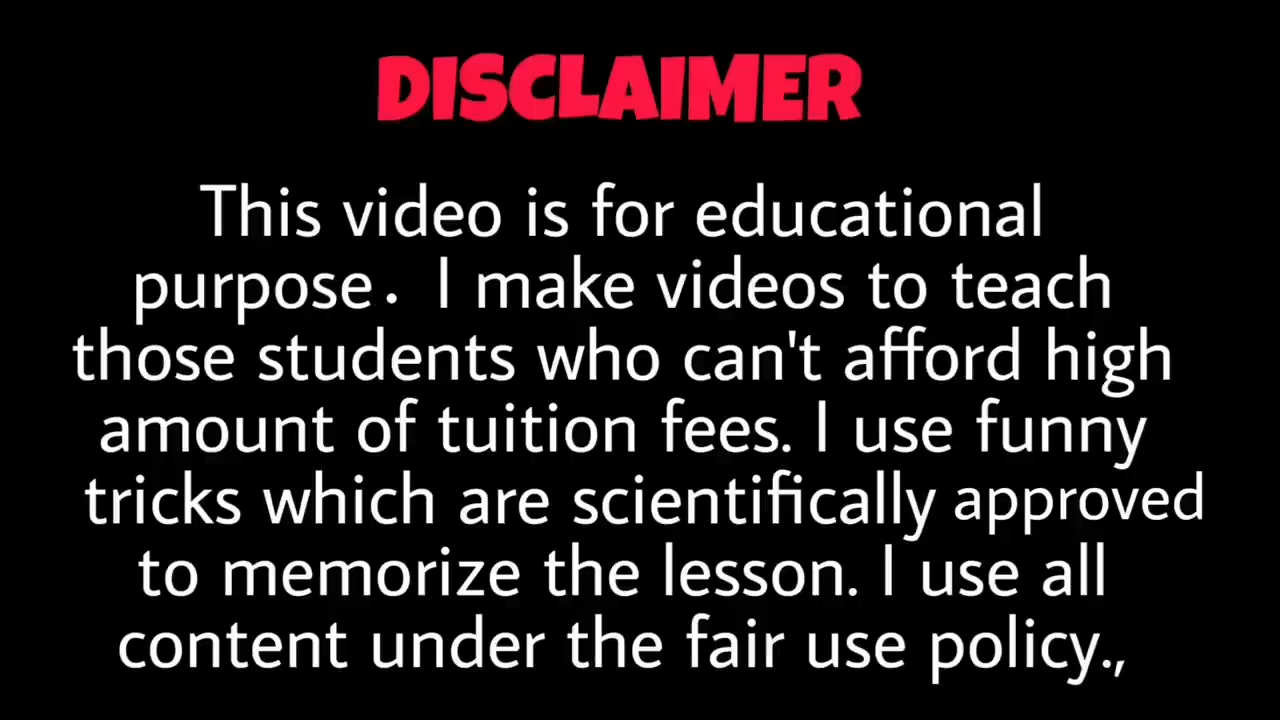 DISCLAIMER
This video is for educational
purpose. I make videos to teach
those students who can't afford high
amount of tuition fees. I use funny
tricks which are scientifically approved
to memorize the lesson. I use all
content under the fair use policy.,